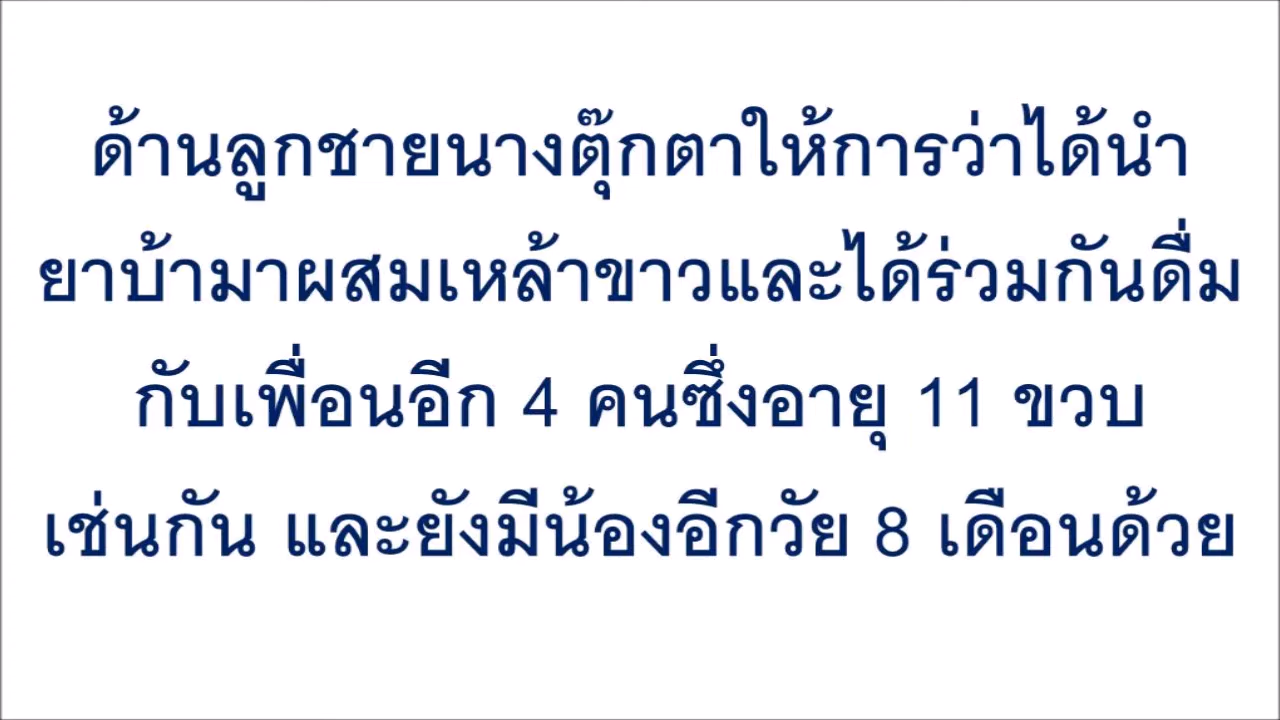 ด้านลูกชายนางตุ๊กตาให้การว่าได้นำ
ยาบ้ามาผสมเหล้าขาวและได้ร่วมกันดื่ม
กับเพื่อนอีก 4 คนซึ่งอายุ 11 ขวบ
เช่นกัน และยังมีน้องอีกวัย 8 เดือนด้วย